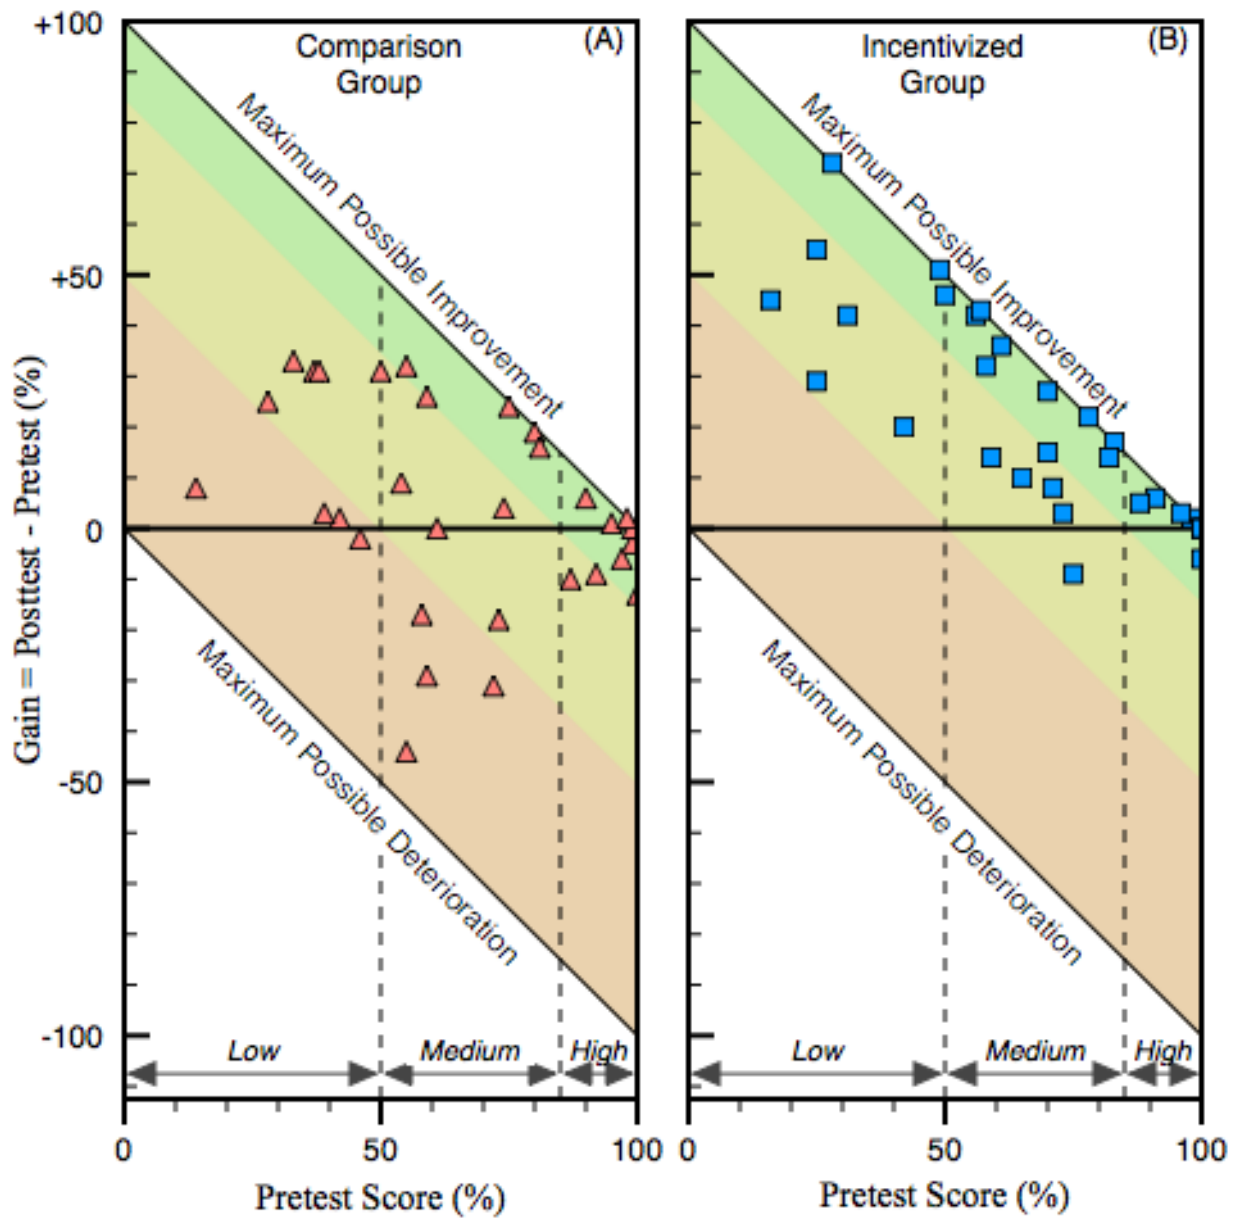 +100
+50
0
-50
-100
Gain = Posttest - Pretest (%)
Comparison
Group
(A)
Maximum Possible Improvement
Maximum Possible Deterioration
Low
Medium
High
0
50
100
Pretest Score (%)
Incentivized
Group
(B)
Maximum Possible Improvement
Maximum Possible Deterioration
Low
Medium
High
0
50
100
Pretest Score (%)